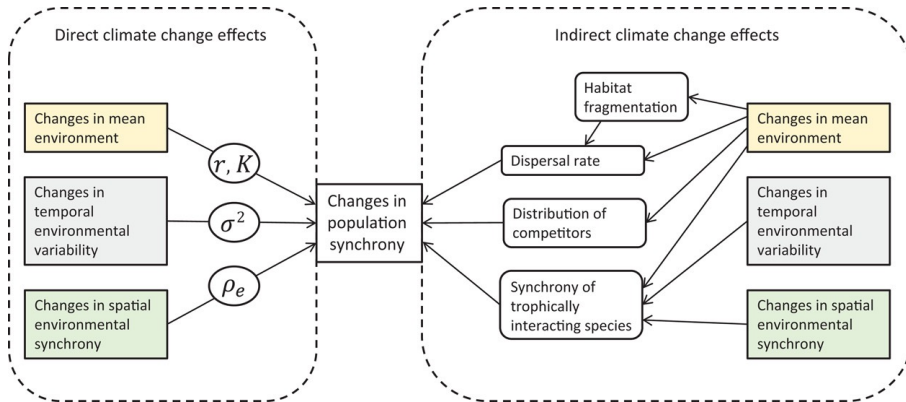 Direct climate change effects
Changes in mean
environment
r, K
Changes in
temporal
environmental
variability
σ²
Changes in spatial
environmental
synchrony
ρₑ
Changes in
population
synchrony
Indirect climate change effects
Habitat
fragmentation
Dispersal rate
Distribution of
competitors
Synchrony of
trophically
interacting species
Changes in mean
environment
Changes in
temporal
environmental
variability
Changes in spatial
environmental
synchrony